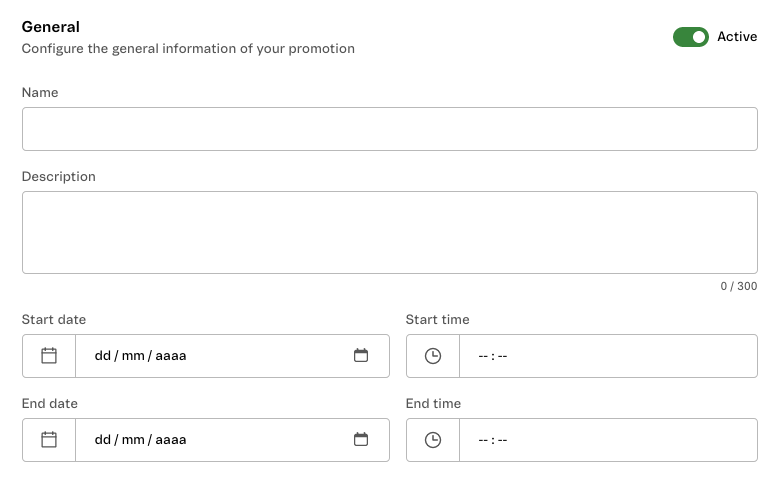 General
Configure the general information of your promotion
Active
Name
Description
0 / 300
Start date
Start time
dd / mm / aaaa
-- : --
End date
End time
dd / mm / aaaa
-- : --